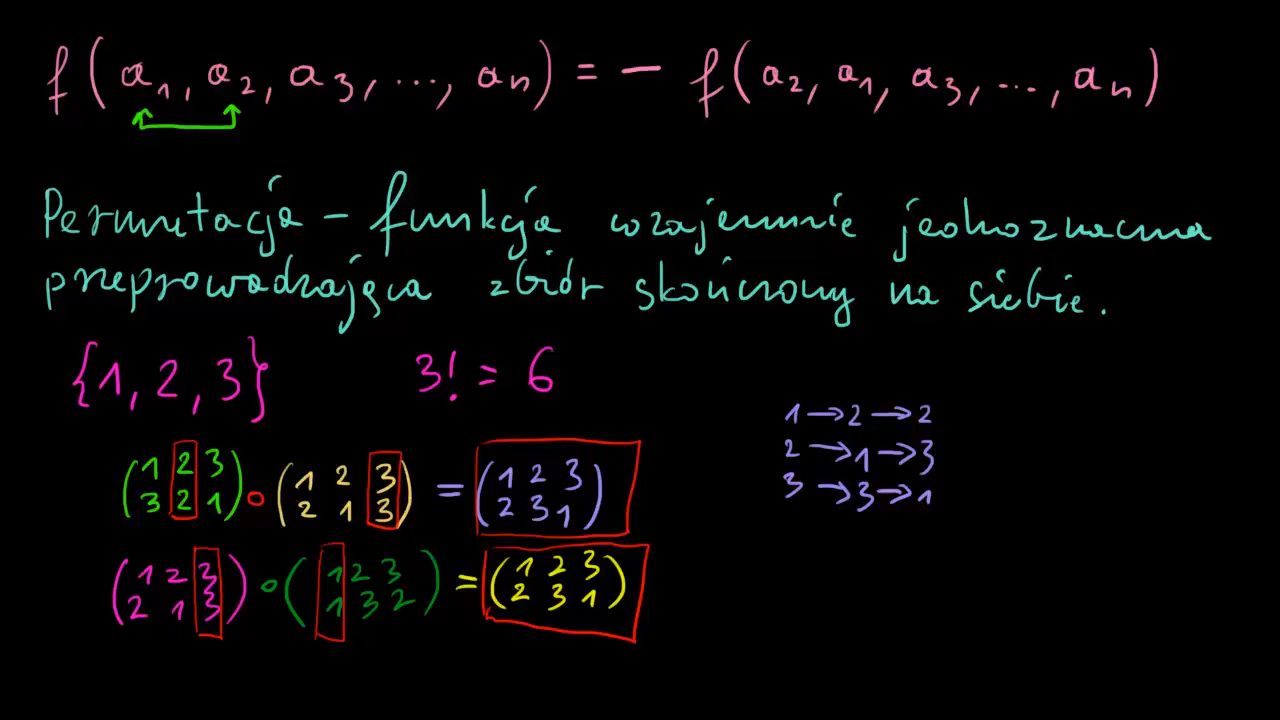 f(a₁, a₂, a₃, ..., aₙ) = - f(a₂, a₁, a₃, ..., aₙ)
Permutacja - funkcja wzajemnie jednoznaczna
przeprowadzająca zbiór skończony na siebie.
{1, 2, 3} 3! = 6
1 → 2 → 2
2 → 1 → 3
3 → 3 → 1
(1 2 3 / 3 2 1) ∘ (1 2 3 / 2 1 3) = (1 2 3 / 2 3 1)
(1 2 3 / 2 1 3) ∘ (1 2 3 / 1 3 2) = (1 2 3 / 2 3 1)